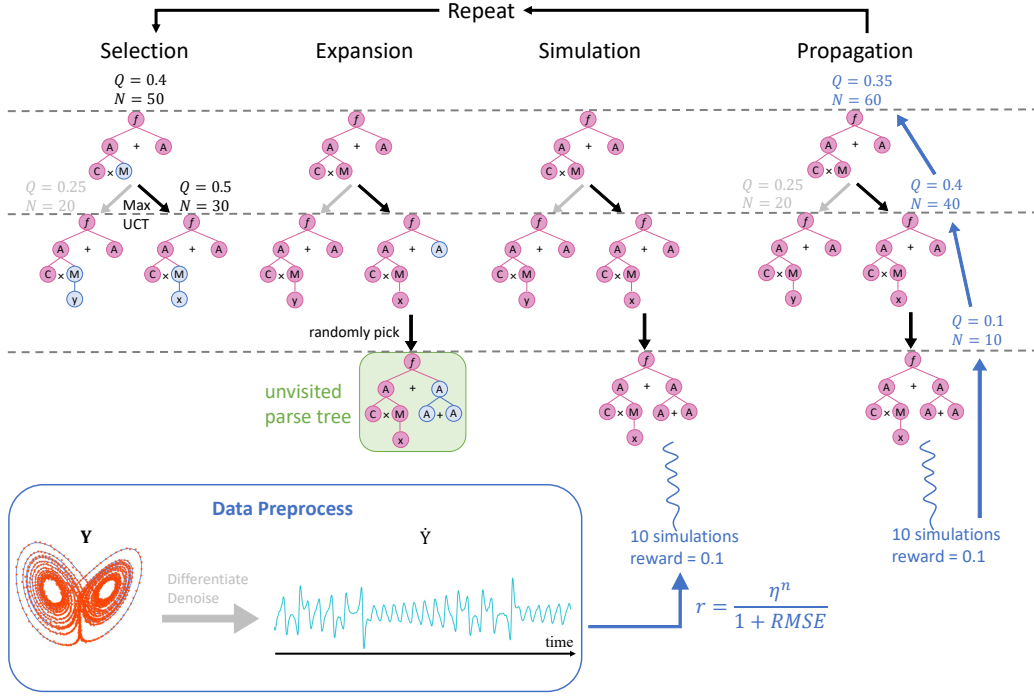 Repeat
Selection
Expansion
Simulation
Propagation
Q = 0.4
N = 50
Q = 0.35
N = 60
f
f
f
f
A + A
A + A
A + A
A + A
C × M
C × M
C × M
C × M
Q = 0.25
N = 20
Max
UCT
Q = 0.5
N = 30
Q = 0.25
N = 20
Q = 0.4
N = 40
f
f
f
f
f
f
f
f
A + A
A + A
A + A
A + A
A + A
A + A
A + A
A + A
C × M
C × M
C × M
C × M
C × M
C × M
C × M
C × M
y
x
y
x
y
x
y
x
randomly pick
Q = 0.1
N = 10
unvisited
parse tree
f
f
f
A + A
A + A
A + A
C × M A + A
C × M A + A
C × M A + A
x
x
x
Data Preprocess
Y
Ẏ
Differentiate
Denoise
time
10 simulations
reward = 0.1
10 simulations
reward = 0.1
r = η^n / (1 + RMSE)